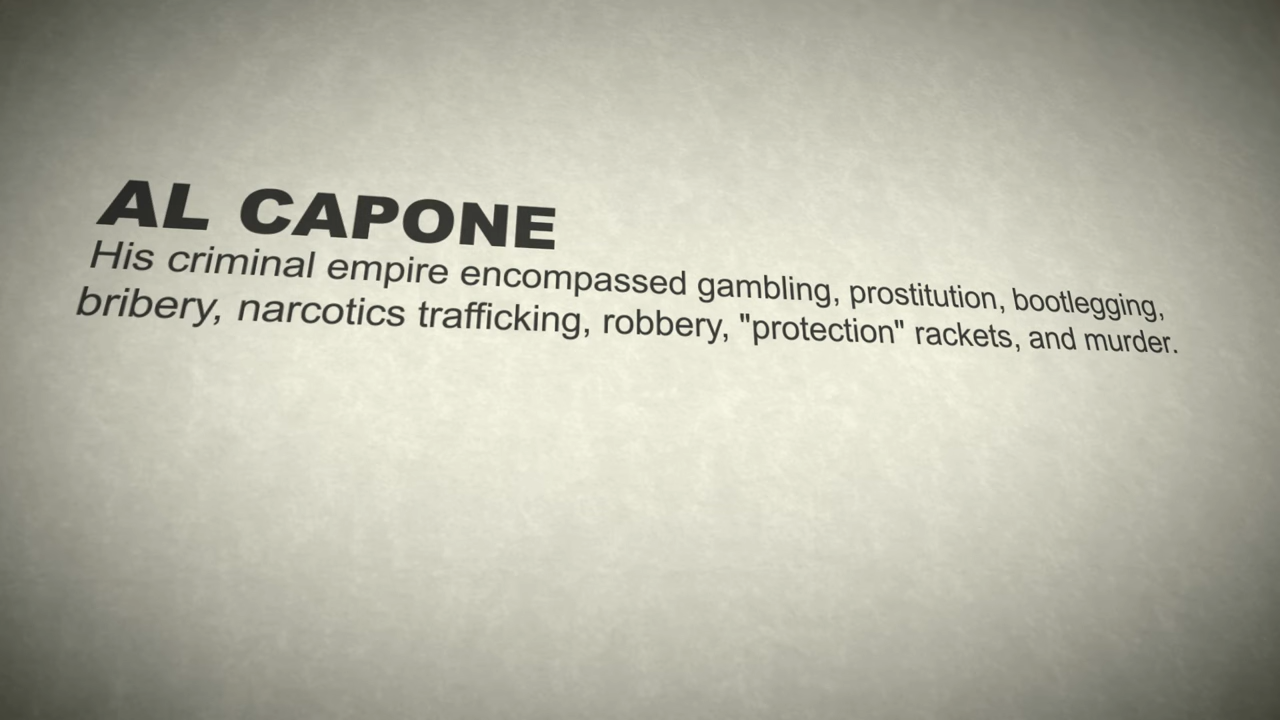 AL CAPONE
His criminal empire encompassed gambling, prostitution, bootlegging,
bribery, narcotics trafficking, robbery, "protection" rackets, and murder.